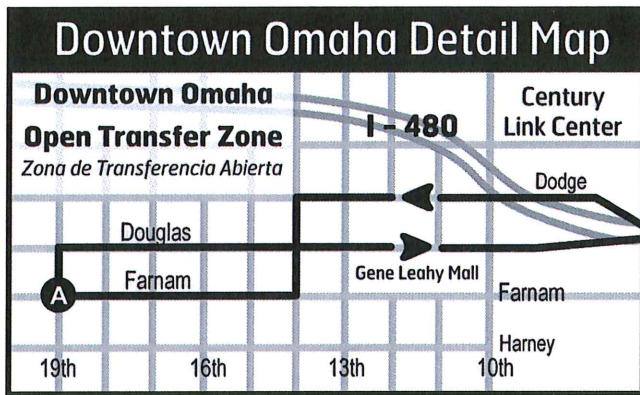 Downtown Omaha Detail Map
Downtown Omaha
Open Transfer Zone
Zona de Transferencia Abierta
I-480
Century
Link Center
Dodge
Douglas
Gene Leahy Mall
A
Farnam
Farnam
Harney
19th
16th
13th
10th